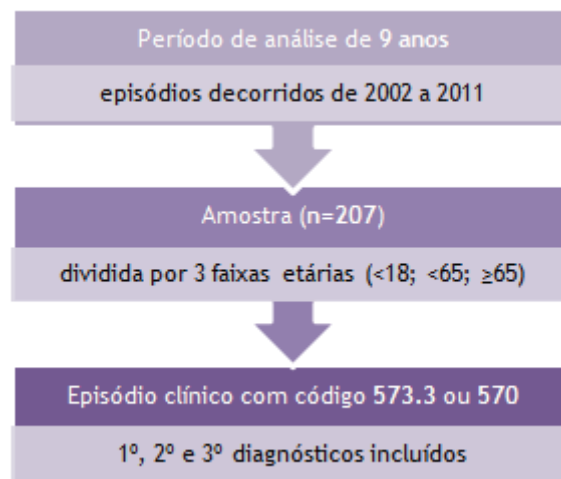 Período de análise de 9 anos
episódios decorridos de 2002 a 2011
Amostra (n=207)
dividida por 3 faixas etárias (<18; <65; ≥65)
Episódio clínico com código 573.3 ou 570
1º, 2º e 3º diagnósticos incluídos